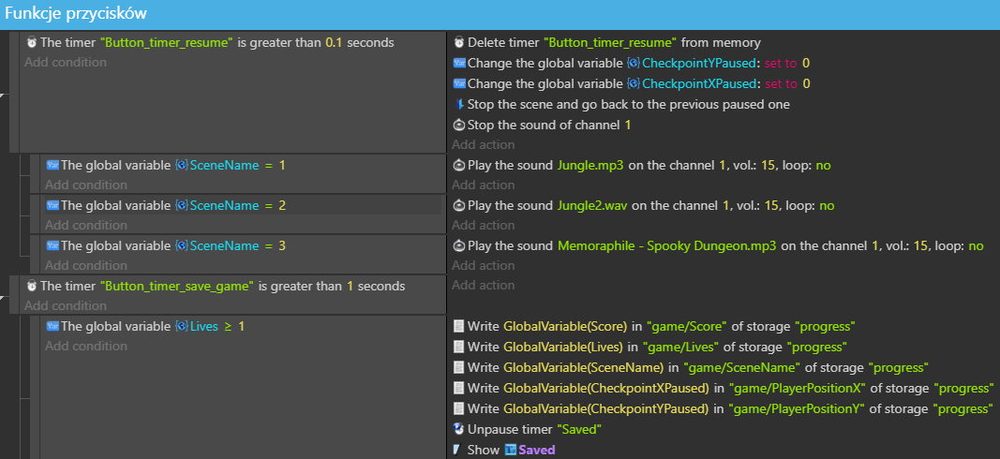 Funkcje przycisków
The timer "Button_timer_resume" is greater than 0.1 seconds
Add condition
Delete timer "Button_timer_resume" from memory
Change the global variable CheckpointYPaused: set to 0
Change the global variable CheckpointXPaused: set to 0
Stop the scene and go back to the previous paused one
Stop the sound of channel 1
Add action
Var The global variable SceneName = 1
Add condition
Play the sound Jungle.mp3 on the channel 1, vol.: 15, loop: no
Add action
Var The global variable SceneName = 2
Add condition
Play the sound Jungle2.wav on the channel 1, vol.: 15, loop: no
Add action
Var The global variable SceneName = 3
Add condition
Play the sound Memoraphile - Spooky Dungeon.mp3 on the channel 1, vol.: 15, loop: no
Add action
The timer "Button_timer_save_game" is greater than 1 seconds
Add condition
Add action
Var The global variable Lives ≥ 1
Add condition
Write GlobalVariable(Score) in "game/Score" of storage "progress"
Write GlobalVariable(Lives) in "game/Lives" of storage "progress"
Write GlobalVariable(SceneName) in "game/SceneName" of storage "progress"
Write GlobalVariable(CheckpointXPaused) in "game/PlayerPositionX" of storage "progress"
Write GlobalVariable(CheckpointYPaused) in "game/PlayerPositionY" of storage "progress"
Unpause timer "Saved"
Show Saved